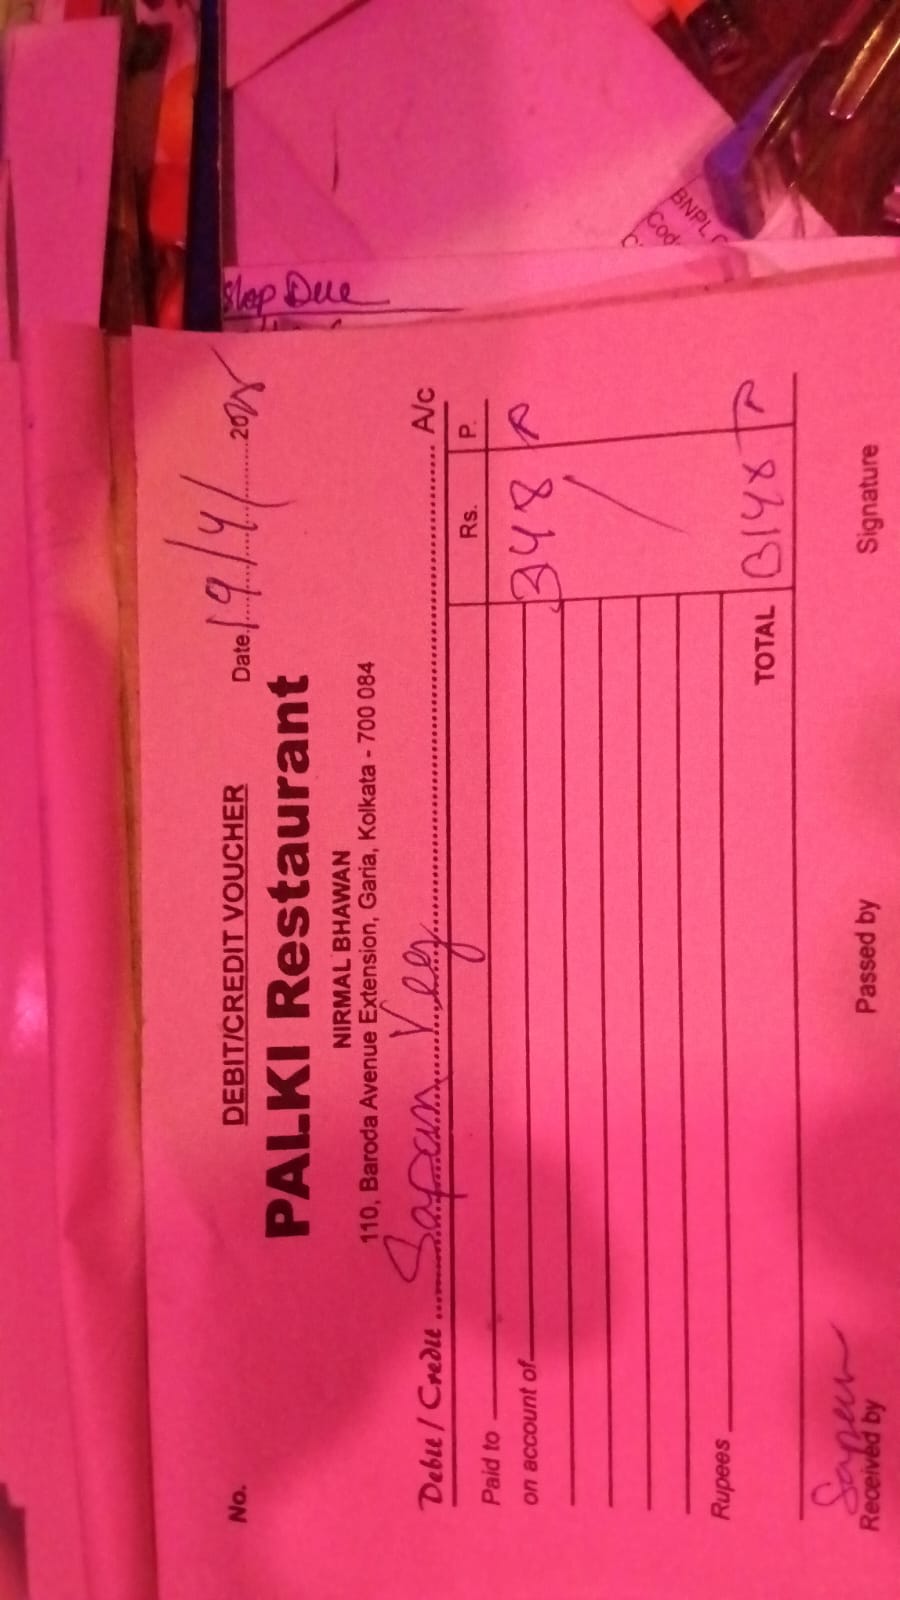 Shop Due
BNPL
Cod
No.
DEBIT/CREDIT VOUCHER
Date 19/4/2025
PALKI Restaurant
NIRMAL BHAWAN
110, Baroda Avenue Extension, Garia, Kolkata - 700 084
Debit / Credit Sapan Veg A/c
Rs. P.
Paid to
on account of 348
Rupees
TOTAL
Sapan
Received by Passed by Signature